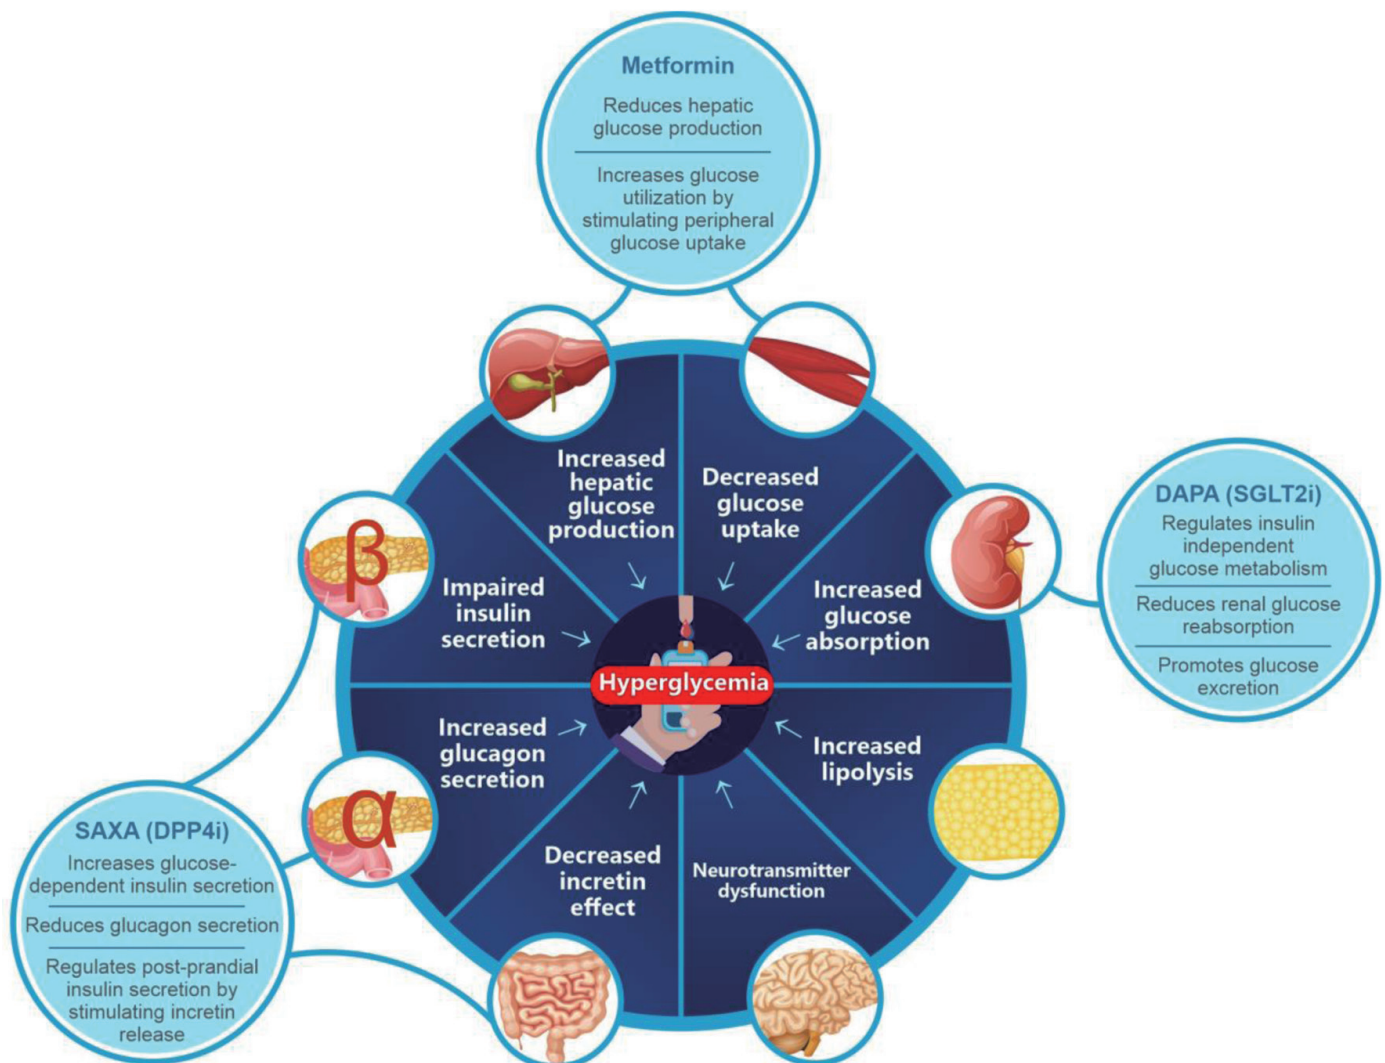 Metformin
Reduces hepatic
glucose production
Increases glucose
utilization by
stimulating peripheral
glucose uptake
Increased
hepatic
glucose
production
Decreased
glucose
uptake
DAPA (SGLT2i)
Regulates insulin
independent
glucose metabolism
Reduces renal glucose
reabsorption
Promotes glucose
excretion
β
Impaired
insulin
secretion
Increased
glucose
absorption
Hyperglycemia
Increased
glucagon
secretion
Increased
lipolysis
α
SAXA (DPP4i)
Increases glucose-
dependent insulin secretion
Reduces glucagon secretion
Regulates post-prandial
insulin secretion by
stimulating incretin
release
Decreased
incretin
effect
Neurotransmitter
dysfunction